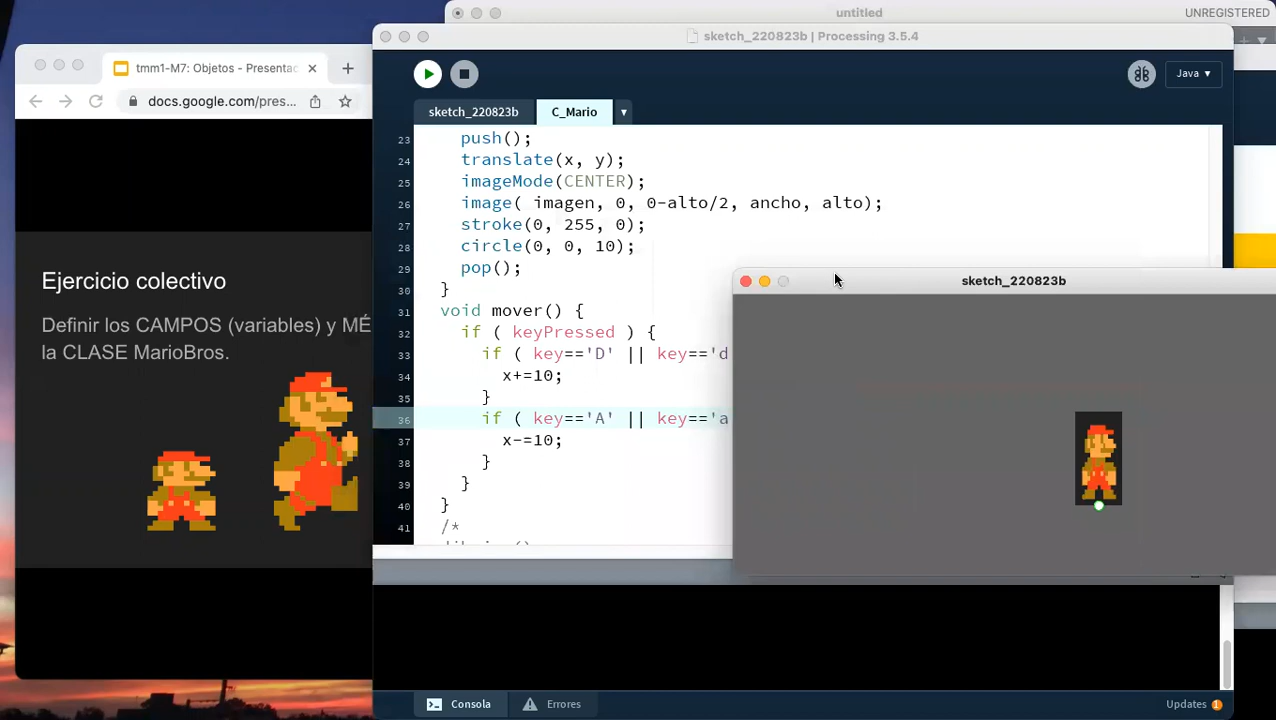 untitled
UNREGISTERED
sketch_220823b | Processing 3.5.4
tmm1-M7: Objetos - Presentac
docs.google.com/pres...
Java
sketch_220823b
C_Mario
Ejercicio colectivo
Definir los CAMPOS (variables) y MÉ
la CLASE MarioBros.
23 push();
24 translate(x, y);
25 imageMode(CENTER);
26 image( imagen, 0, 0-alto/2, ancho, alto);
27 stroke(0, 255, 0);
28 circle(0, 0, 10);
29 pop();
30 }
31 void mover() {
32 if ( keyPressed ) {
33 if ( key=='D' || key=='d
34 x+=10;
35 }
36 if ( key=='A' || key=='a
37 x-=10;
38 }
39 }
40 }
41 /*
sketch_220823b
Consola
Errores
Updates 1